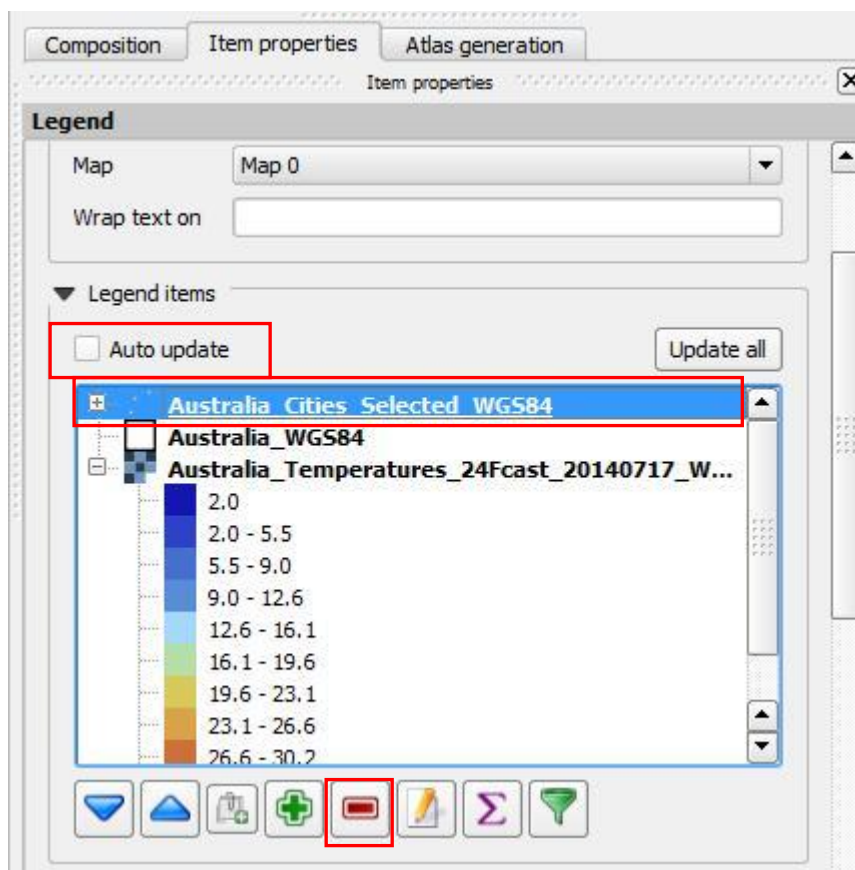 Composition Item properties Atlas generation
Item properties
Legend
Map Map 0
Wrap text on
Legend items
Auto update Update all
Australia_Cities_Selected_WGS84
Australia_WGS84
Australia_Temperatures_24Fcast_20140717_W...
2.0
2.0 - 5.5
5.5 - 9.0
9.0 - 12.6
12.6 - 16.1
16.1 - 19.6
19.6 - 23.1
23.1 - 26.6
26.6 - 30.2
Σ